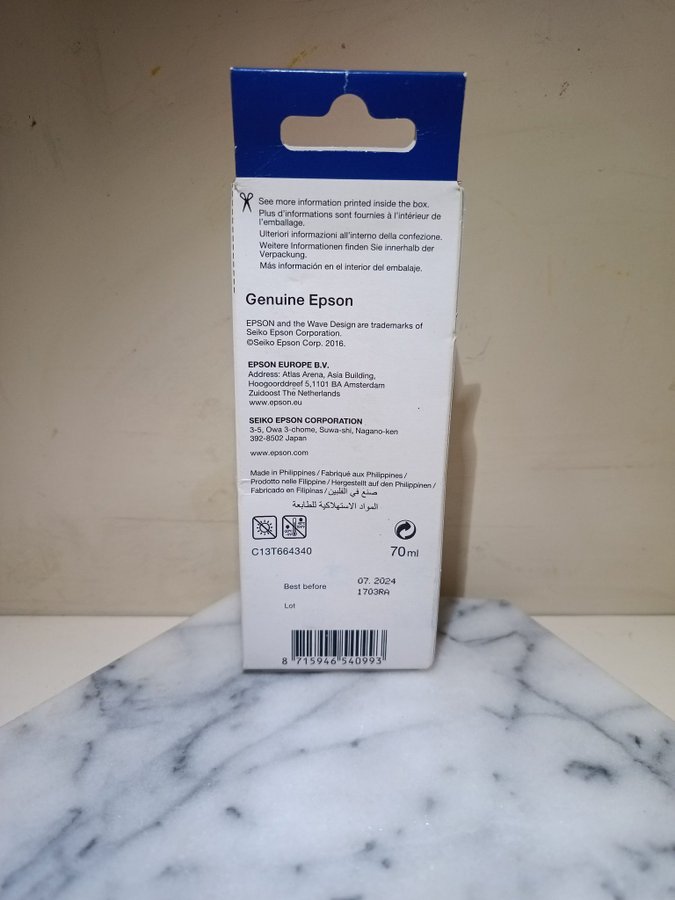 See more information printed inside the box.
Plus d'informations sont fournies à l'intérieur de
l'emballage.
Ulteriori informazioni all'interno della confezione.
Weitere Informationen finden Sie innerhalb der
Verpackung.
Más información en el interior del embalaje.
Genuine Epson
EPSON and the Wave Design are trademarks of
Seiko Epson Corporation.
©Seiko Epson Corp. 2016.
EPSON EUROPE B.V.
Address: Atlas Arena, Asia Building,
Hoogoorddreef 5,1101 BA Amsterdam
Zuidoost The Netherlands
www.epson.eu
SEIKO EPSON CORPORATION
3-5, Owa 3-chome, Suwa-shi, Nagano-ken
392-8502 Japan
www.epson.com
Made in Philippines / Fabriqué aux Philippines /
Prodotto nelle Filippine / Hergestellt auf den Philippinen /
Fabricado en Filipinas / صنع في الفلبين
المواد الاستهلاكية للطابعة
C13T664340 70 ml
Best before 07. 2024
1703RA
Lot
8 715946 540993